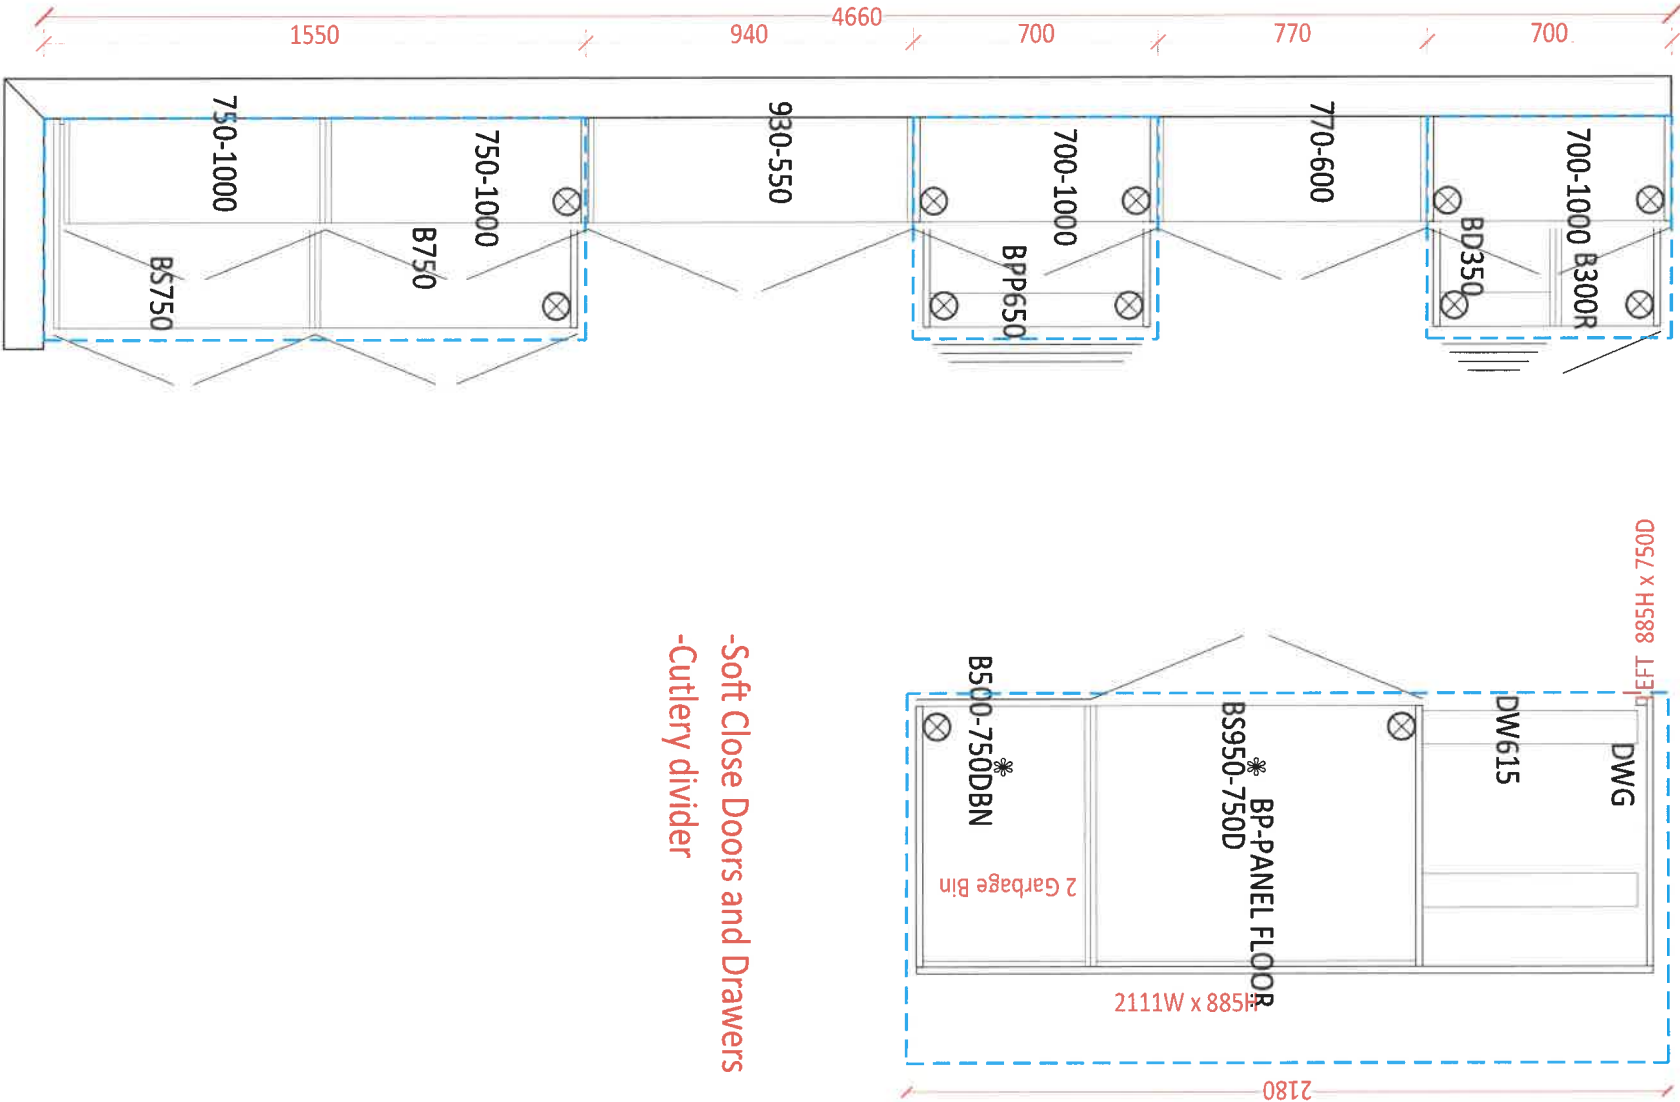 4660
1550
940
700
770
700
750-1000
750-1000
930-550
700-1000
770-600
700-1000
BS750
B750
BPP650
BD350
B300R
LEFT 885H x 750D
B500-750DBN
BS950-750D
BP-PANEL FLOOR
DW615
DWG
2 Garbage Bin
2111W x 885H
2180
-Soft Close Doors and Drawers
-Cutlery divider